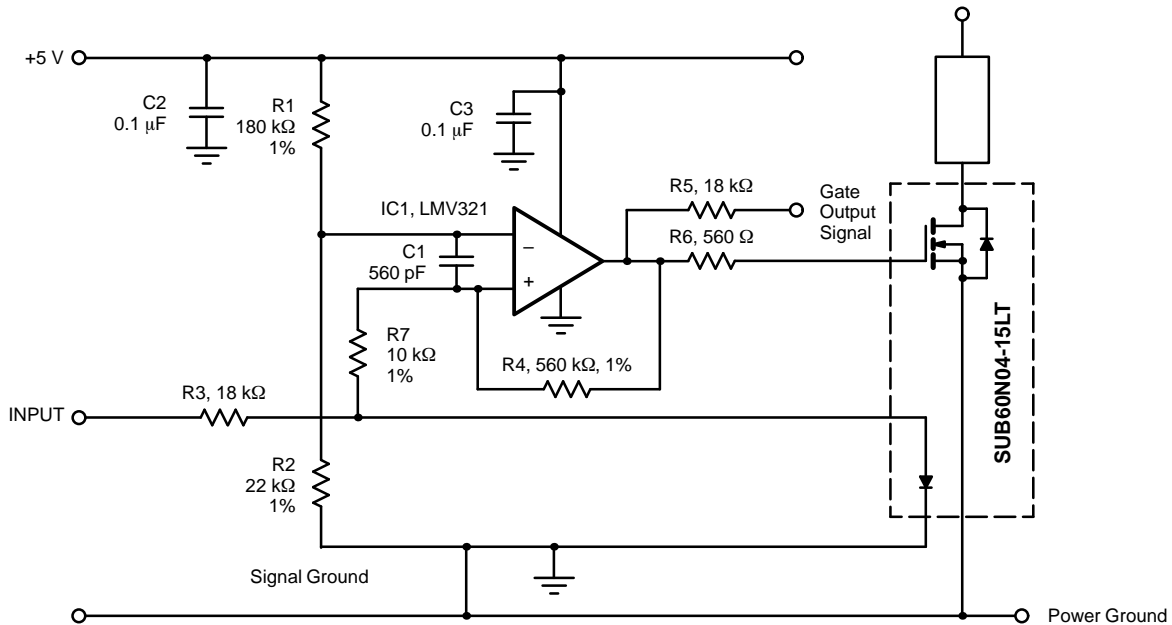 +5 V
C2
0.1 μF
R1
180 kΩ
1%
C3
0.1 μF
R5, 18 kΩ
Gate
Output
Signal
IC1, LMV321
R6, 560 Ω
C1
560 pF
–
+
R7
10 kΩ
1%
R4, 560 kΩ, 1%
SUB60N04-15LT
R3, 18 kΩ
INPUT
R2
22 kΩ
1%
Signal Ground
Power Ground